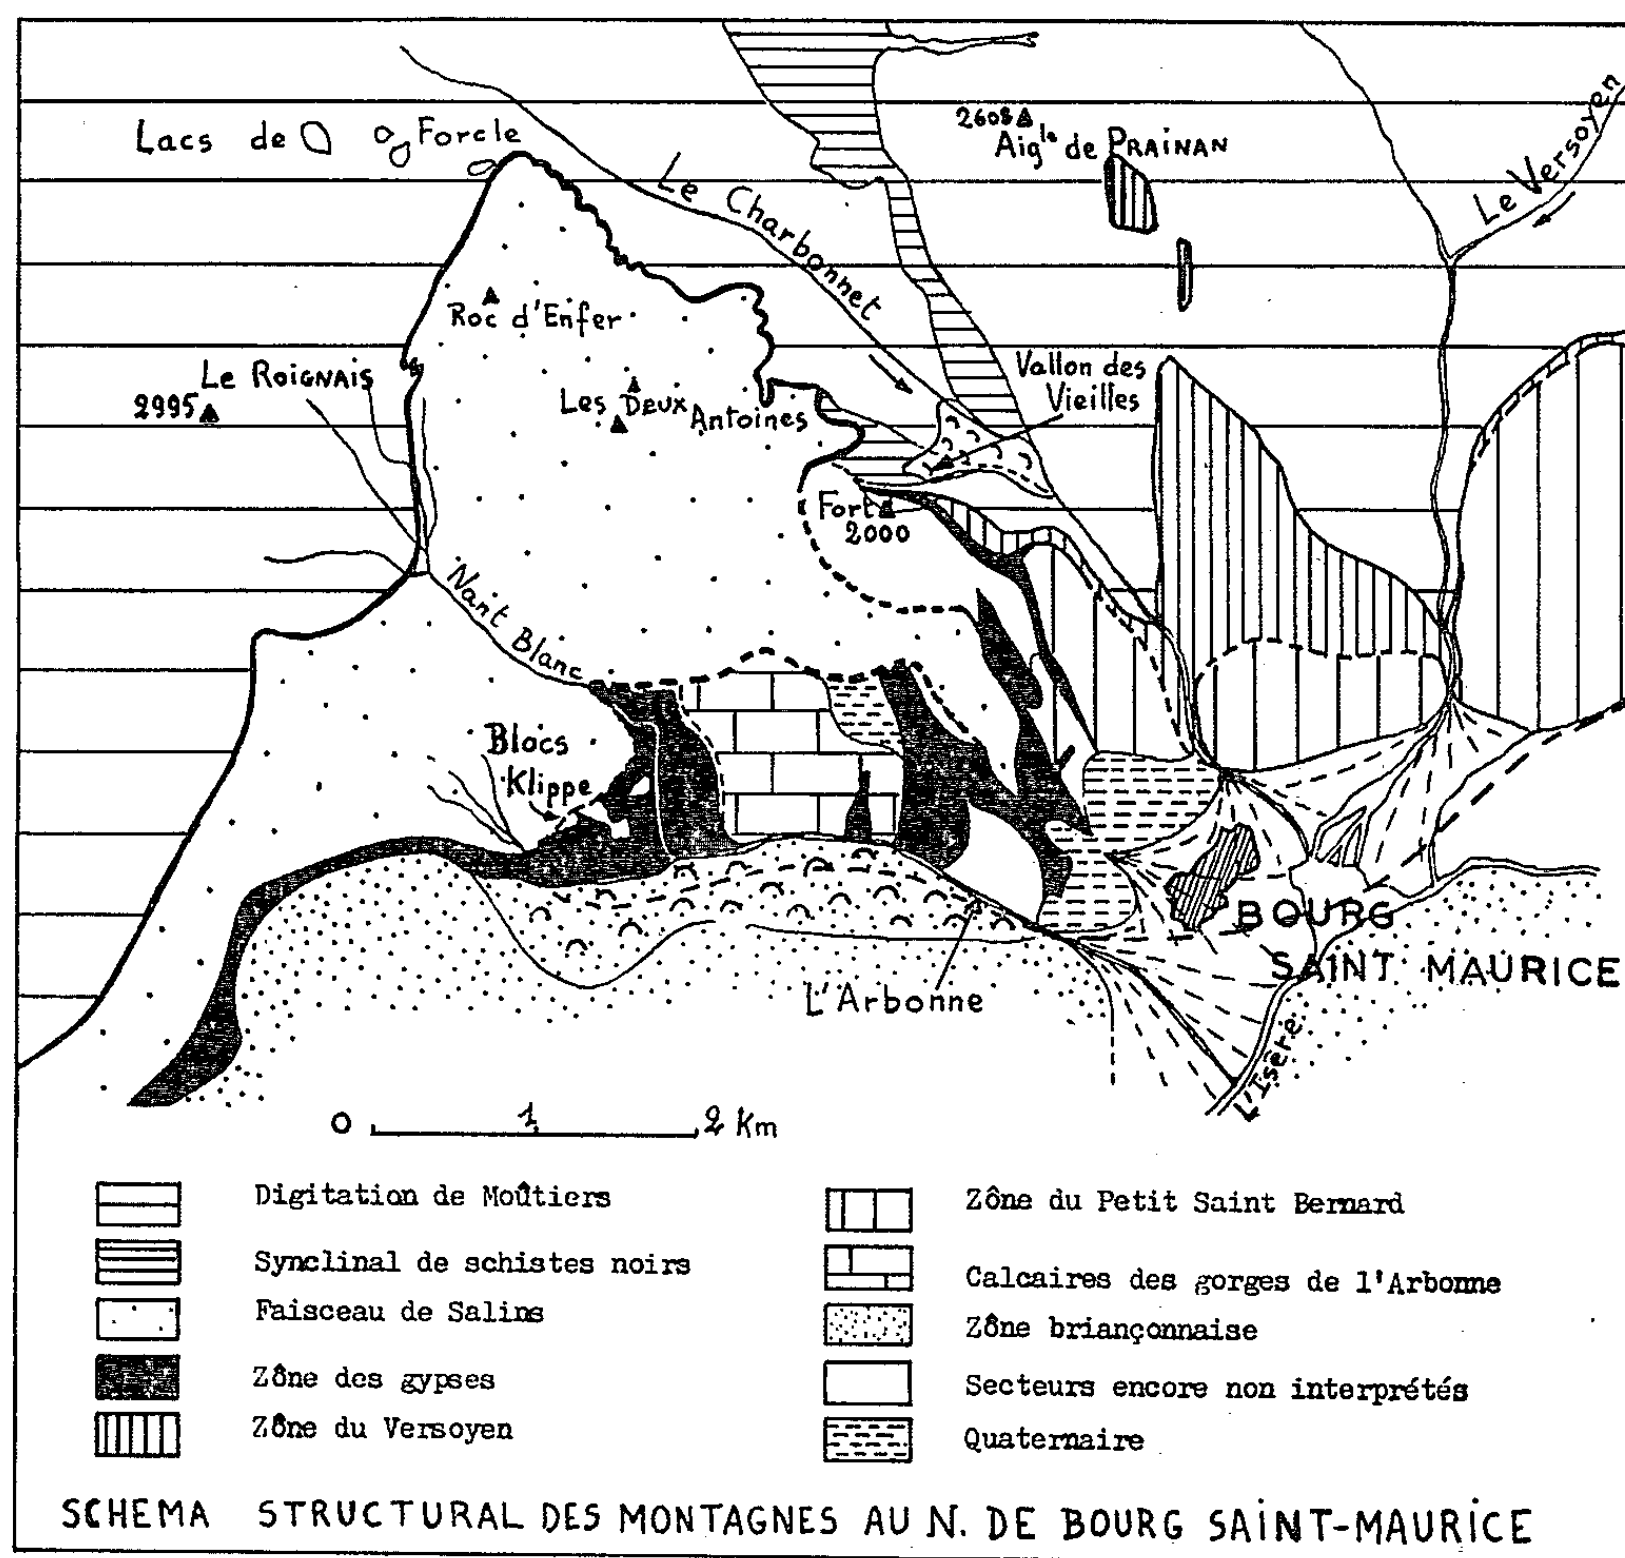 2608
Aigle de PRAINAN
Lacs de Forcle
Le Versoyen
Le Charbonnet
Roc d'Enfer
Le ROIGNAIS
2995
Vallon des
Vieilles
Les Deux Antoines
Fort
2000
Nant Blanc
Blocs
Klippe
BOURG
SAINT MAURICE
L'Arbonne
L'Isère
0 1 2 Km
Digitation de Moûtiers
Synclinal de schistes noirs
Faisceau de Salins
Zône des gypses
Zône du Versoyen
Zône du Petit Saint Bernard
Calcaires des gorges de l'Arbonne
Zône briançonnaise
Secteurs encore non interprétés
Quaternaire
SCHEMA STRUCTURAL DES MONTAGNES AU N. DE BOURG SAINT-MAURICE